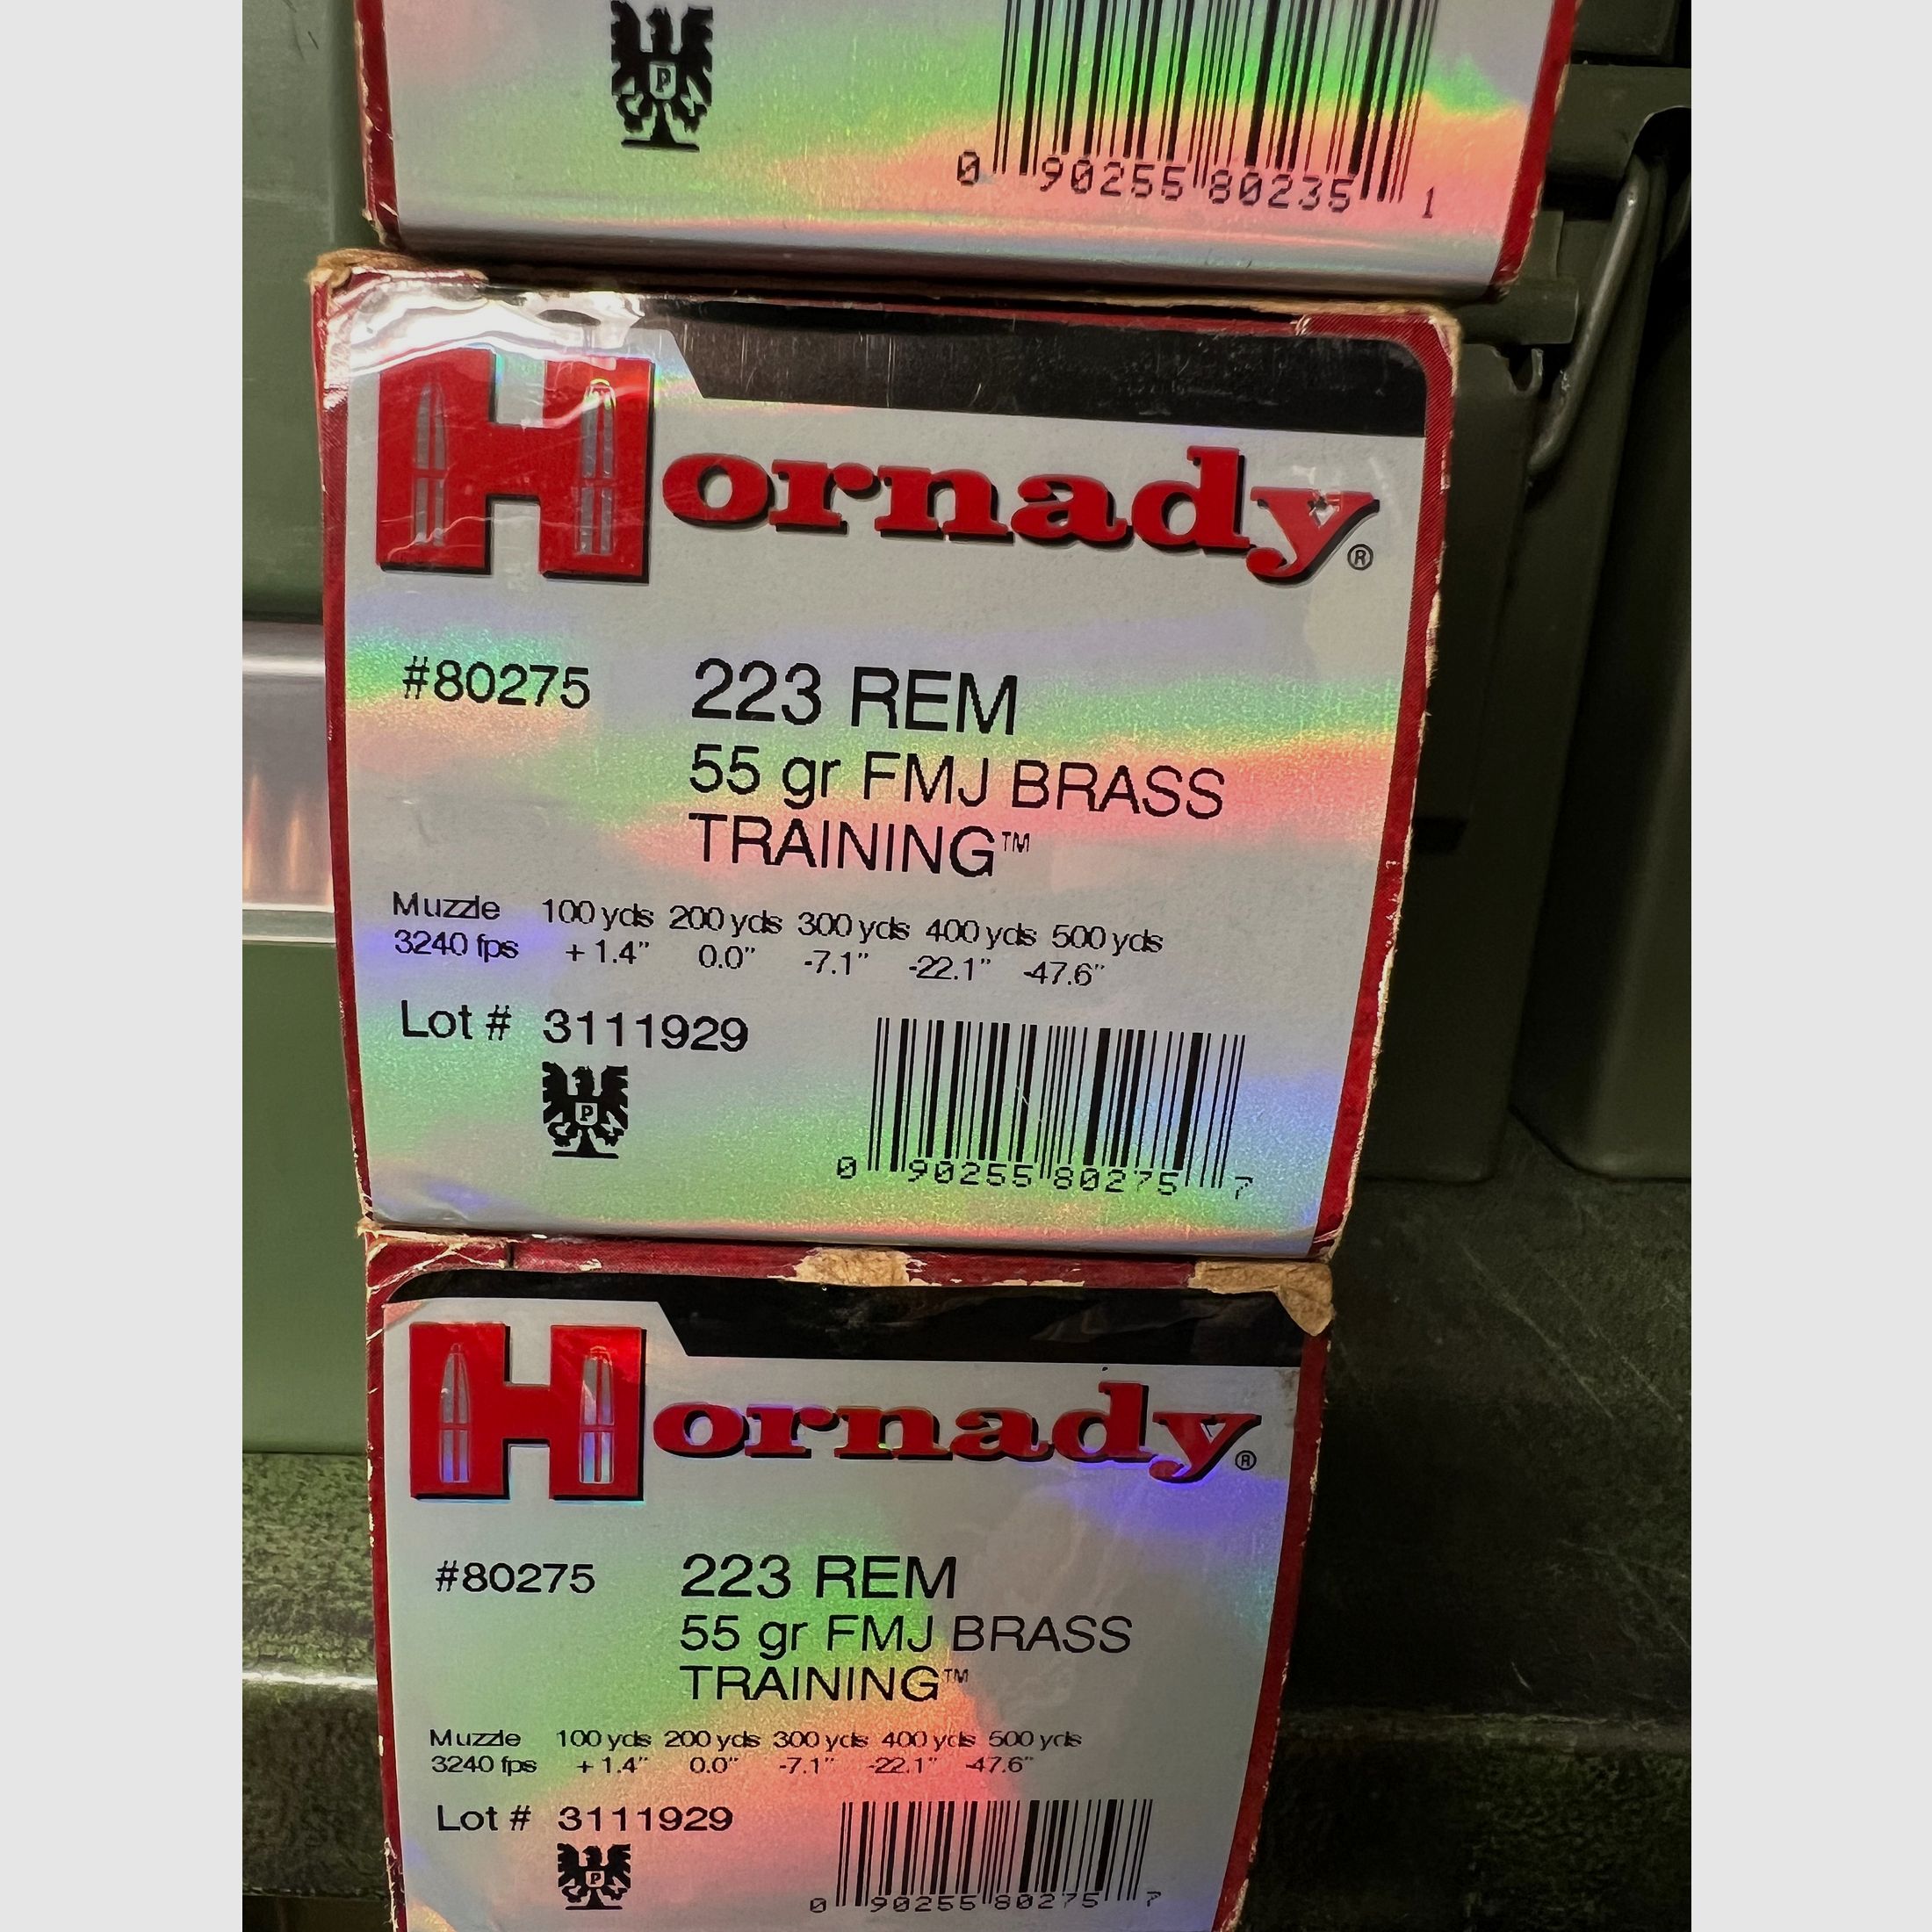 P
0 90255 80235 1
Hornady®
#80275 223 REM
55 gr FMJ BRASS
TRAINING™
Muzzle 100 yds 200 yds 300 yds 400 yds 500 yds
3240 fps +1.4" 0.0" -7.1" -22.1" -47.6"
Lot # 3111929
P
0 90255 80275 7
Hornady®
#80275 223 REM
55 gr FMJ BRASS
TRAINING™
Muzzle 100 yds 200 yds 300 yds 400 yds 500 yds
3240 fps +1.4" 0.0" -7.1" -22.1" -47.6"
Lot # 3111929
P
0 90255 80275 7